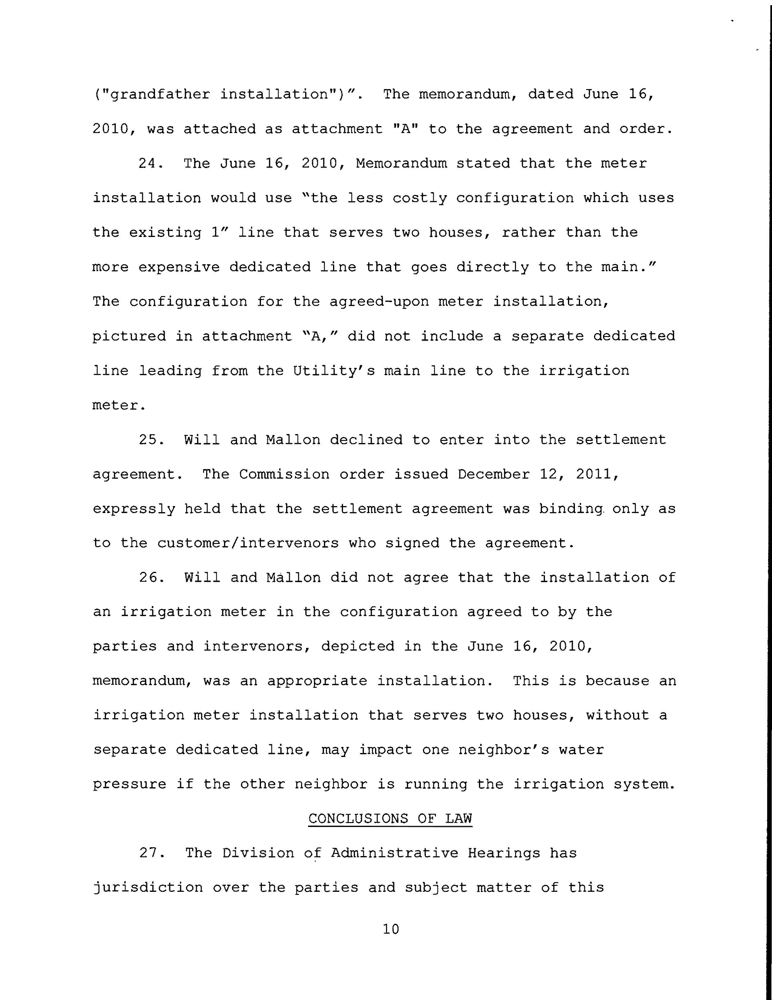 ("grandfather installation")”. The memorandum, dated June 16,
2010, was attached as attachment "A" to the agreement and order.
24. The June 16, 2010, Memorandum stated that the meter
installation would use “the less costly configuration which uses
the existing 1” line that serves two houses, rather than the
more expensive dedicated line that goes directly to the main.”
The configuration for the agreed-upon meter installation,
pictured in attachment “A,” did not include a separate dedicated
line leading from the Utility’s main line to the irrigation
meter.
25. Will and Mallon declined to enter into the settlement
agreement. The Commission order issued December 12, 2011,
expressly held that the settlement agreement was binding only as
to the customer/intervenors who signed the agreement.
26. Will and Mallon did not agree that the installation of
an irrigation meter in the configuration agreed to by the
parties and intervenors, depicted in the June 16, 2010,
memorandum, was an appropriate installation. This is because an
irrigation meter installation that serves two houses, without a
separate dedicated line, may impact one neighbor’s water
pressure if the other neighbor is running the irrigation system.
CONCLUSIONS OF LAW
27. The Division of Administrative Hearings has
jurisdiction over the parties and subject matter of this
10